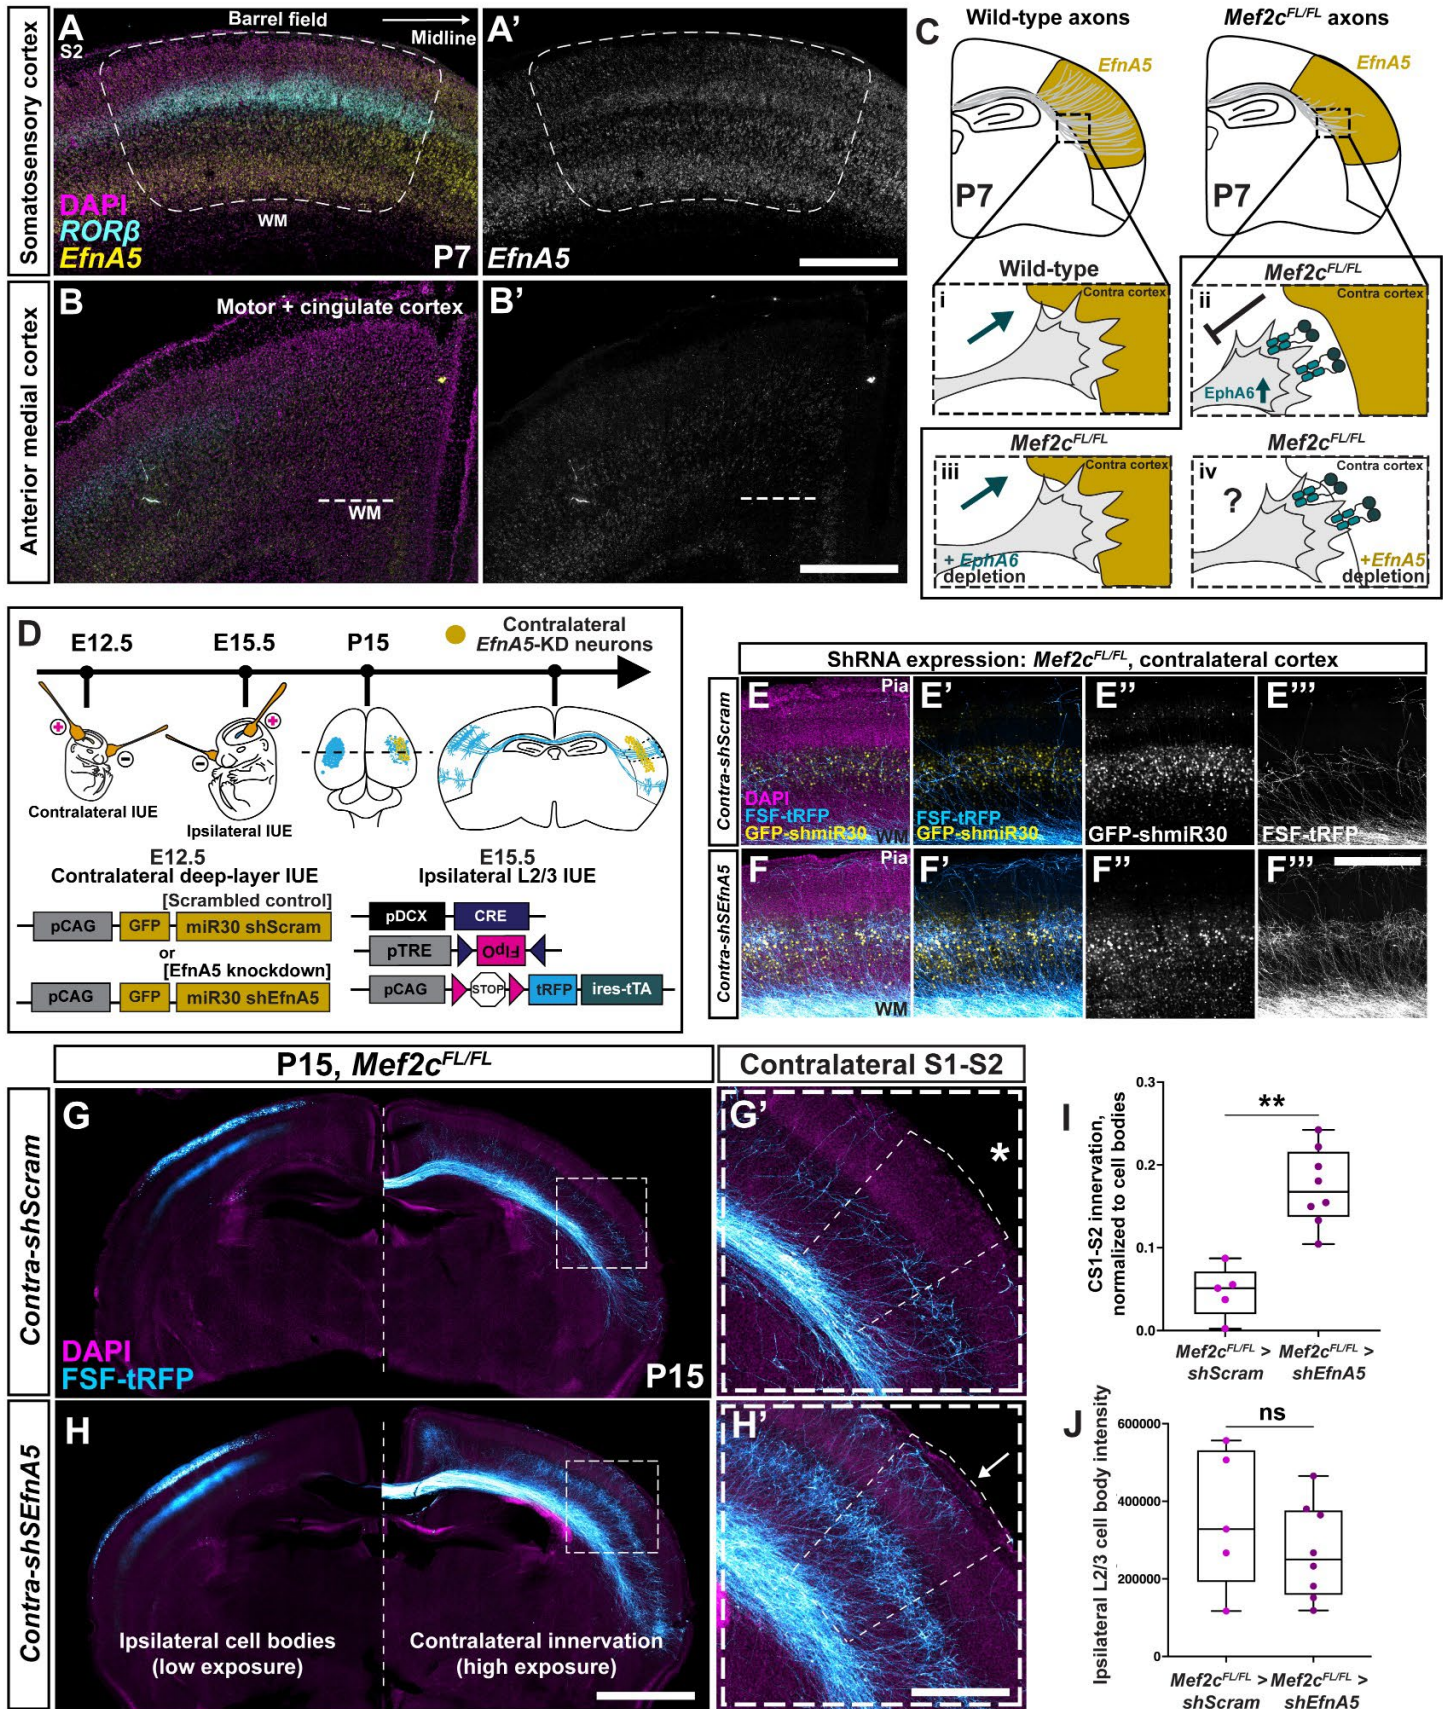 Somatosensory cortex
A
S2
Barrel field
Midline
DAPI
RORβ
EfnA5
WM
P7
A’
EfnA5
Anterior medial cortex
B
Motor + cingulate cortex
WM
B’
C
Wild-type axons
Mef2cFL/FL axons
EfnA5
EfnA5
P7
P7
Wild-type
i
Contra cortex
Mef2cFL/FL
ii
Contra cortex
EphA6
Mef2cFL/FL
iii
Contra cortex
+ EphA6
depletion
Mef2cFL/FL
iv
Contra cortex
?
+EfnA5
depletion
D
E12.5
E15.5
P15
Contralateral
EfnA5-KD neurons
+
−
+
−
Contralateral IUE
Ipsilateral IUE
E12.5
Contralateral deep-layer IUE
[Scrambled control]
pCAG
GFP
miR30 shScram
or
[EfnA5 knockdown]
pCAG
GFP
miR30 shEfnA5
E15.5
Ipsilateral L2/3 IUE
pDCX
CRE
pTRE
FlpO
pCAG
STOP
tRFP
ires-tTA
ShRNA expression: Mef2cFL/FL, contralateral cortex
Contra-shScram
E
Pia
DAPI
FSF-tRFP
GFP-shmiR30
WM
E’
FSF-tRFP
GFP-shmiR30
E’’
GFP-shmiR30
E’’’
FSF-tRFP
Contra-shSEfnA5
F
Pia
WM
F’
F’’
F’’’
P15, Mef2cFL/FL
Contralateral S1-S2
Contra-shScram
G
DAPI
FSF-tRFP
P15
G’
*
Contra-shSEfnA5
H
Ipsilateral cell bodies
(low exposure)
Contralateral innervation
(high exposure)
H’
I
CS1-S2 innervation,
normalized to cell bodies
0.3
0.2
0.1
0.0
**
Mef2cFL/FL >
shScram
Mef2cFL/FL >
shEfnA5
J
Ipsilateral L2/3 cell body intensity
600000
400000
200000
0
ns
Mef2cFL/FL >
shScram
Mef2cFL/FL >
shEfnA5